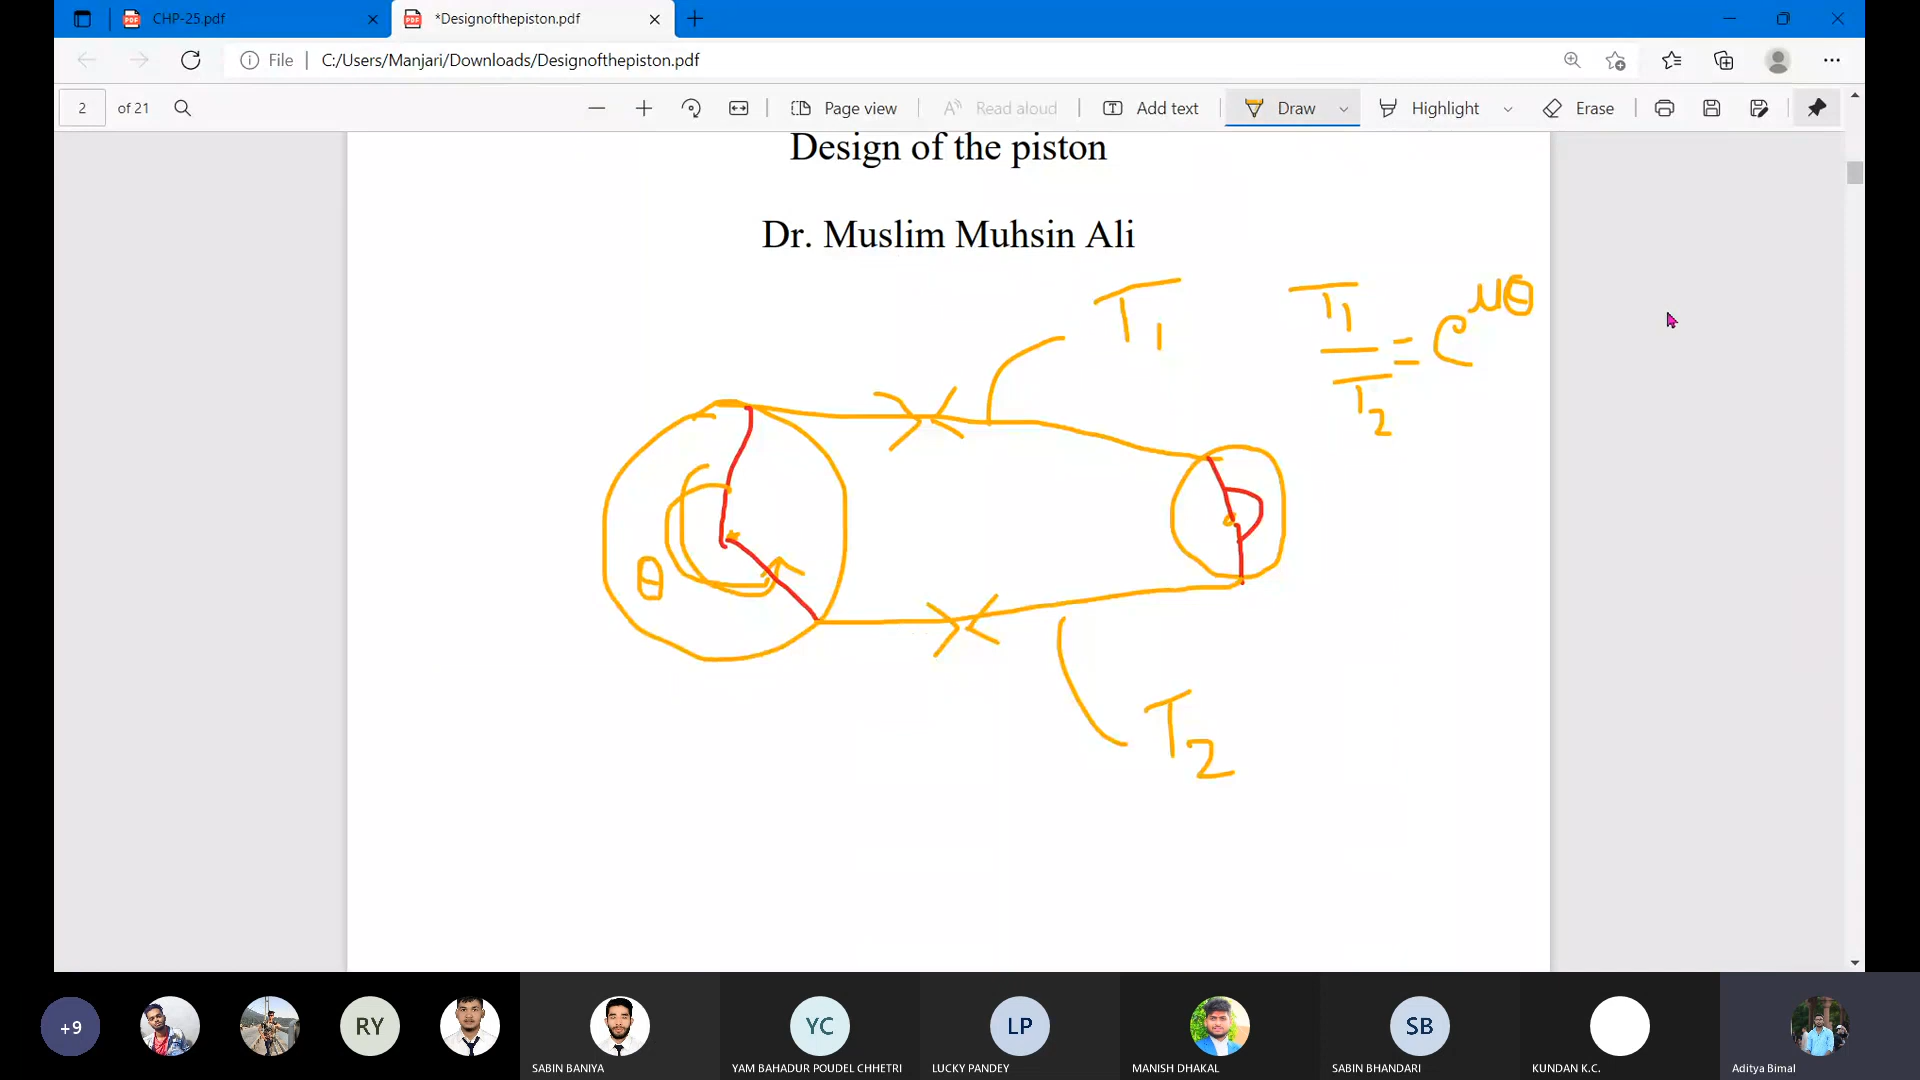 CHP-25.pdf
*Designofthepiston.pdf
File
C:/Users/Manjari/Downloads/Designofthepiston.pdf
2 of 21
Page view
Read aloud
Add text
Draw
Highlight
Erase
Design of the piston
Dr. Muslim Muhsin Ali
T1
T1/T2 = e^μθ
θ
T2
+9
RY
YC
LP
SB
SABIN BANIYA
YAM BAHADUR POUDEL CHHETRI
LUCKY PANDEY
MANISH DHAKAL
SABIN BHANDARI
KUNDAN K.C.
Aditya Bimal